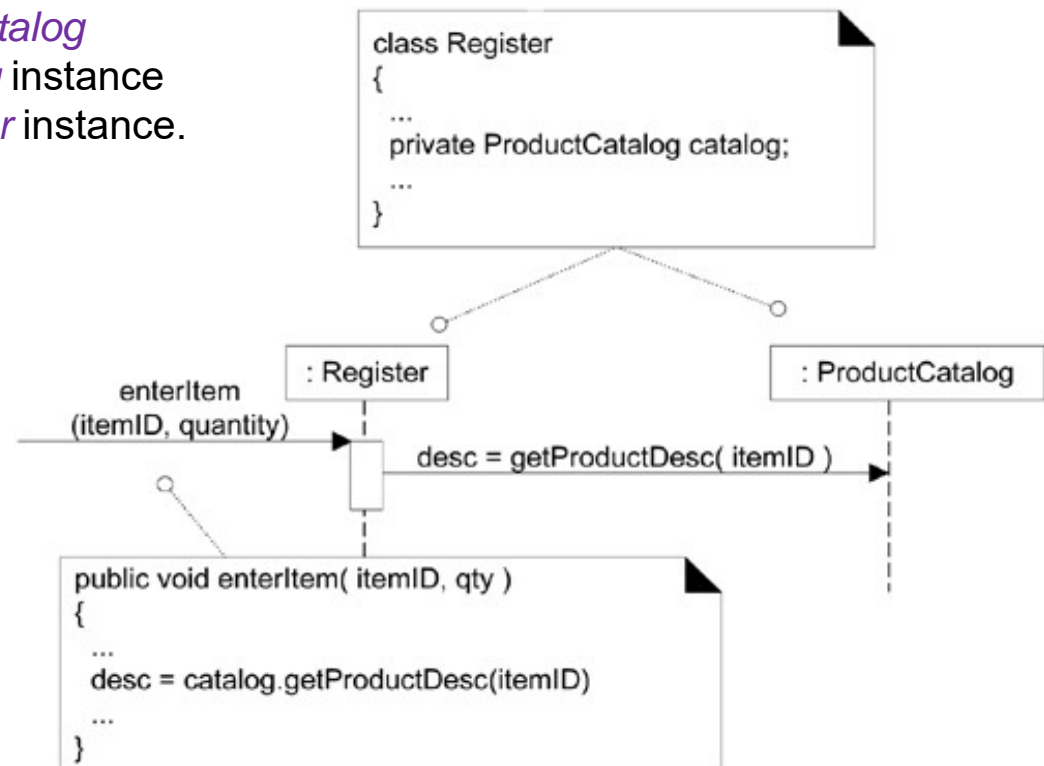 talog
instance
r instance.
class Register
{
...
private ProductCatalog catalog;
...
}
: Register
: ProductCatalog
enterItem
(itemID, quantity)
desc = getProductDesc( itemID )
public void enterItem( itemID, qty )
{
...
desc = catalog.getProductDesc(itemID)
...
}